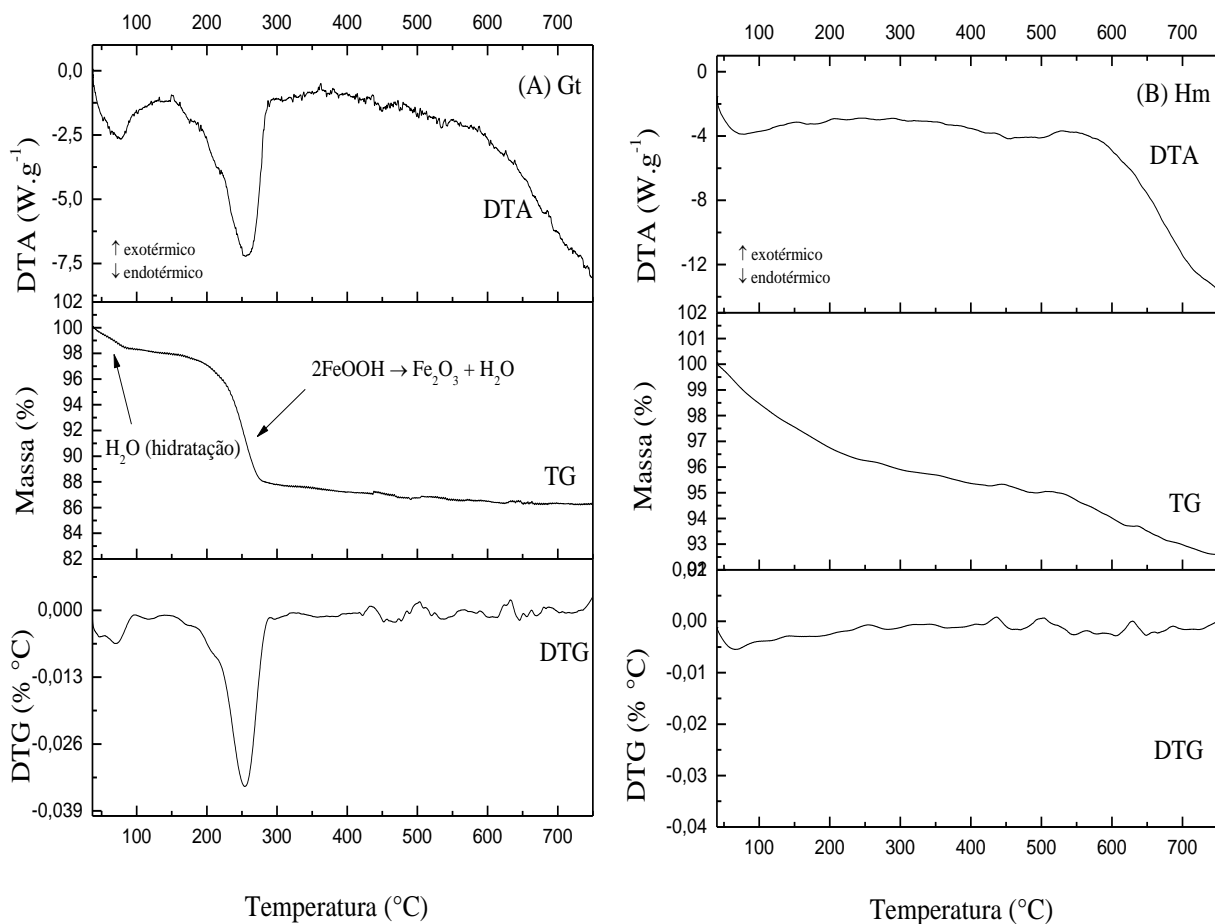 100 200 300 400 500 600 700
(A) Gt
0,0
-2,5
-5,0
-7,5
DTA (W.g⁻¹)
DTA
↑ exotérmico
↓ endotérmico
102
100
98
96
94
92
90
88
86
84
82
Massa (%)
2FeOOH → Fe₂O₃ + H₂O
H₂O (hidratação)
TG
0,000
-0,013
-0,026
-0,039
DTG (% °C)
DTG
100 200 300 400 500 600 700
Temperatura (°C)
100 200 300 400 500 600 700
(B) Hm
0
-4
-8
-12
DTA (W.g⁻¹)
DTA
↑ exotérmico
↓ endotérmico
102
101
100
99
98
97
96
95
94
93
92
Massa (%)
TG
0,01
0,00
-0,01
-0,02
-0,03
-0,04
DTG (% °C)
DTG
100 200 300 400 500 600 700
Temperatura (°C)